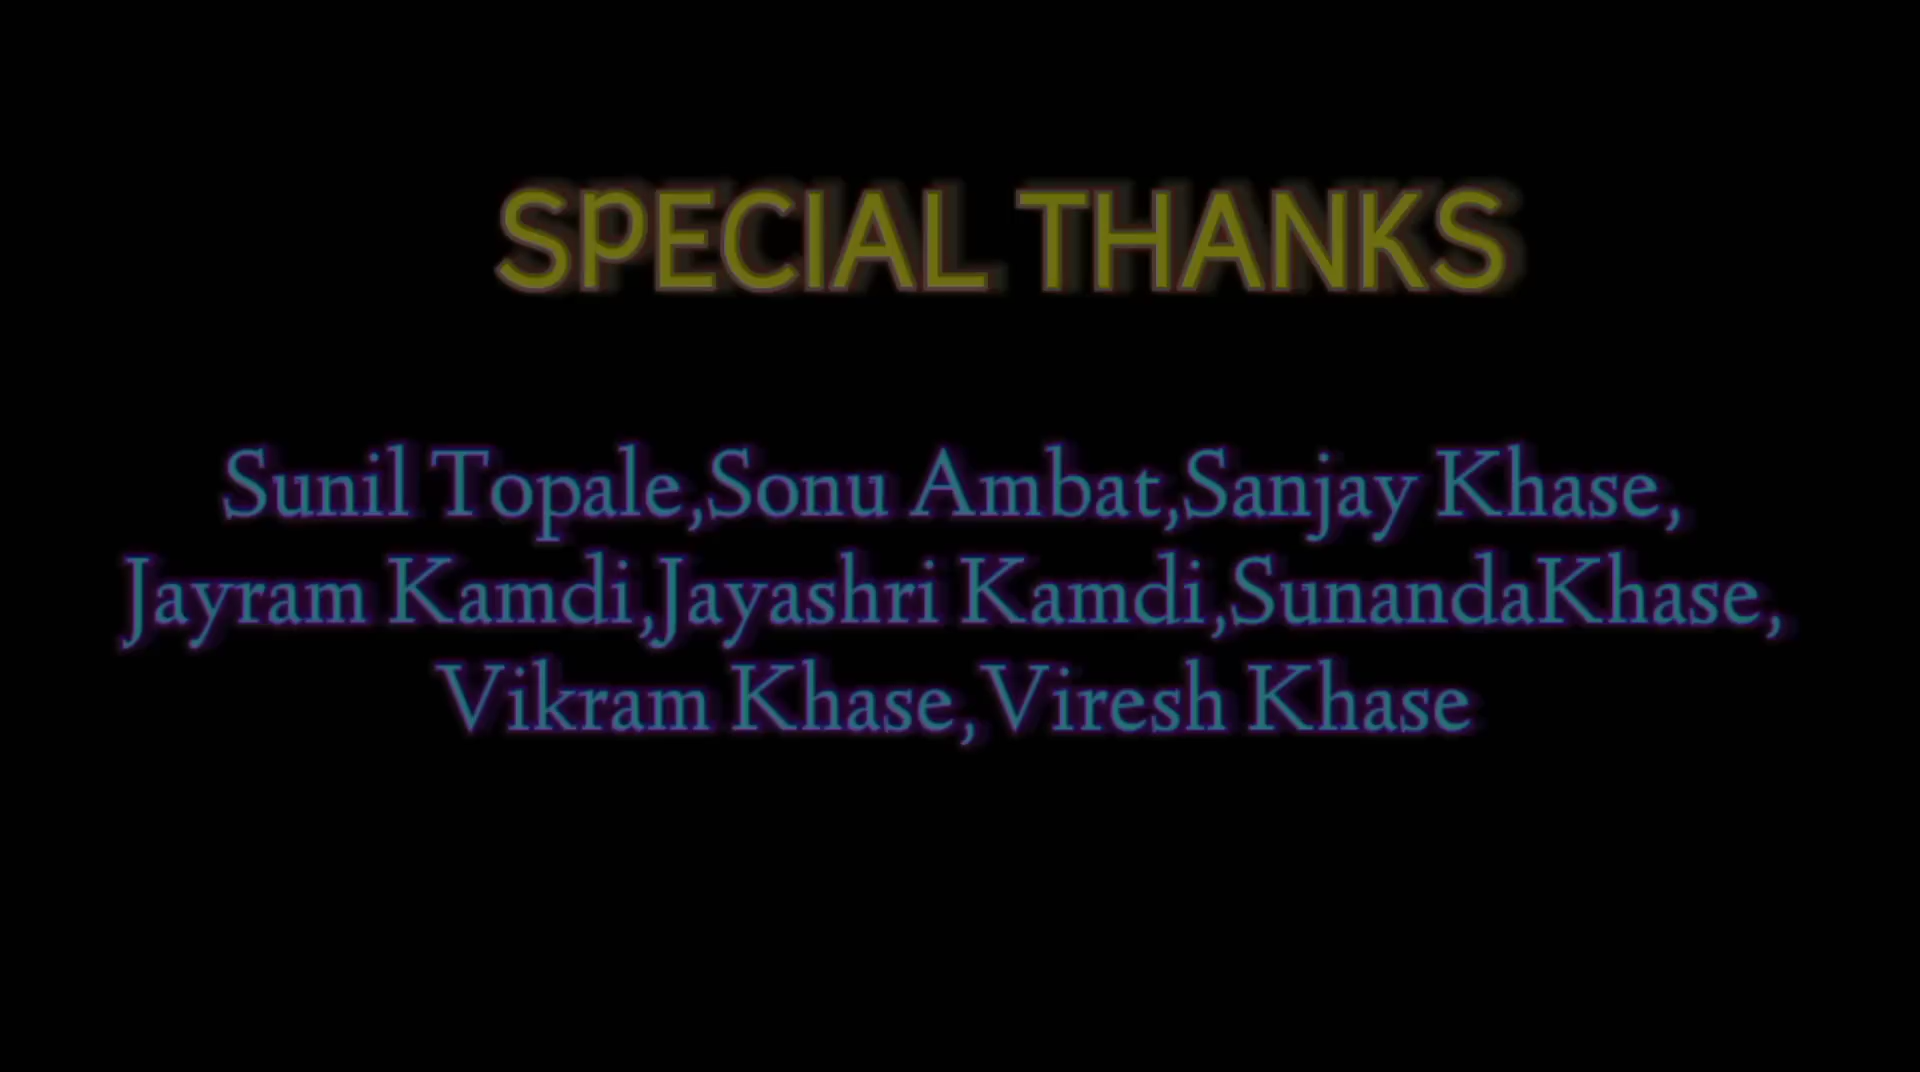 SPECIAL THANKS
Sunil Topale,Sonu Ambat,Sanjay Khase,
Jayram Kamdi,Jayashri Kamdi,SunandaKhase,
Vikram Khase,Viresh Khase